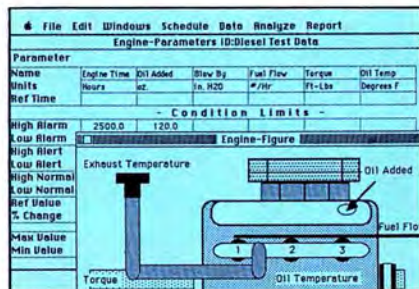 File Edit Windows Schedule Data Analyze Report
Engine-Parameters ID:Diesel Test Data
Parameter
Name Engine Time Oil Added Blow By Fuel Flow Torque Oil Temp
Units Hours oz. In. H2O #/Hr Ft-Lbs Degrees F
Ref Time
- Condition Limits -
High Alarm 2500.0 120.0
Low Alarm Engine-Figure
High Alert
Low Alert
High Normal
Low Normal
Ref Value
% Change
Max Value
Min Value
Exhaust Temperature
Oil Added
Fuel Flo
1 2 3
Torque Oil Temperature